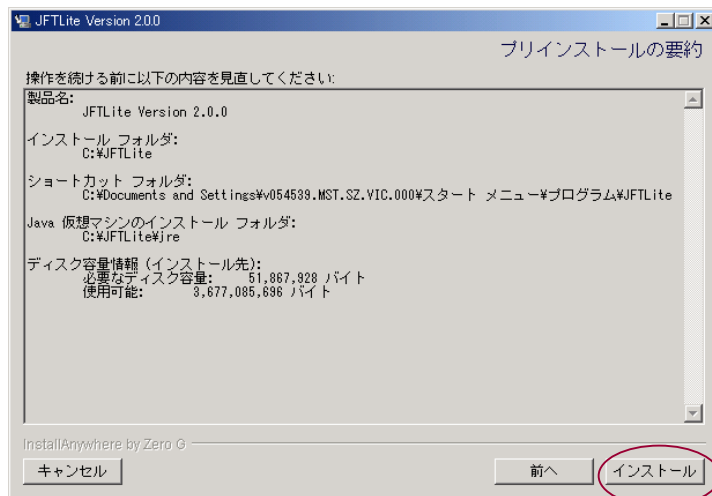 JFTLite Version 2.0.0
プリインストールの要約
操作を続ける前に以下の内容を見直してください:
製品名:
JFTLite Version 2.0.0
インストール フォルダ:
C:¥JFTLite
ショートカット フォルダ:
C:¥Documents and Settings¥v054539.MST.SZ.VIC.000¥スタート メニュー¥プログラム¥JFTLite
Java 仮想マシンのインストール フォルダ:
C:¥JFTLite¥jre
ディスク容量情報 (インストール先):
必要なディスク容量: 51,867,928 バイト
使用可能: 3,677,085,696 バイト
InstallAnywhere by Zero G
キャンセル
前へ
インストール